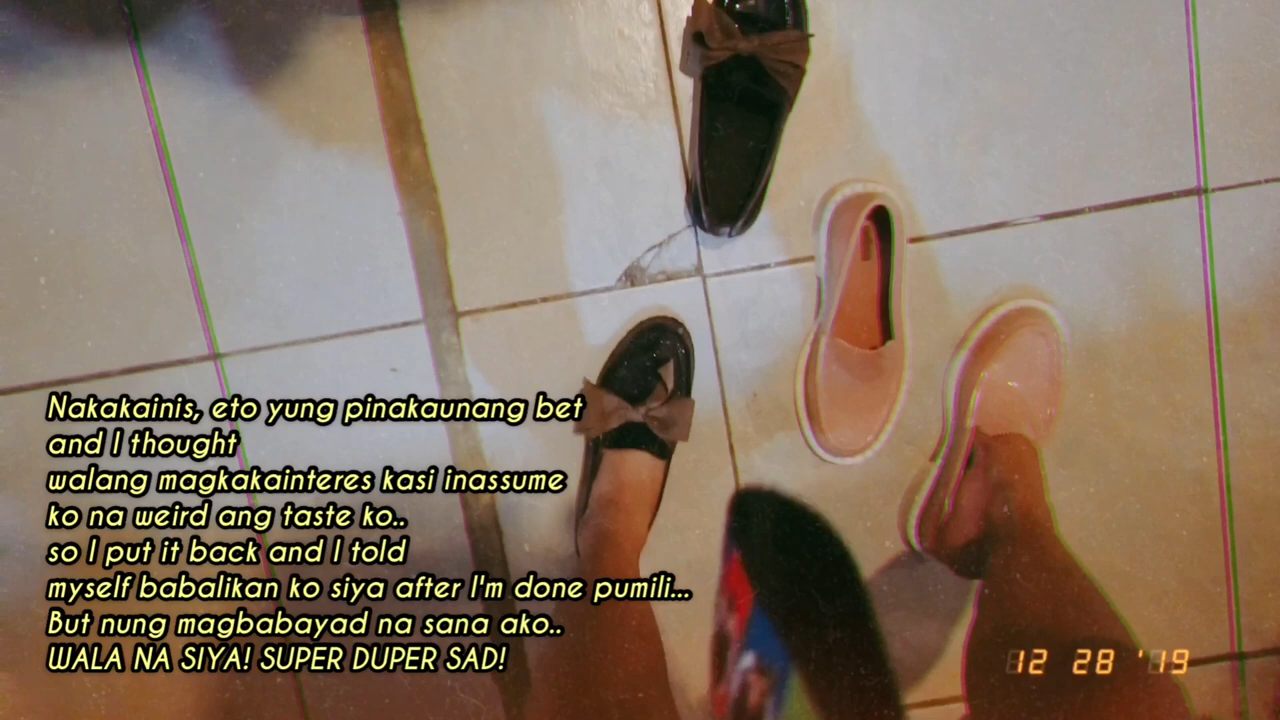 Nakakainis, eto yung pinakaunang bet
and I thought
walang magkakainteres kasi inassume
ko na weird ang taste ko..
so I put it back and I told
myself babalikan ko siya after I'm done pumili...
But nung magbabayad na sana ako..
WALA NA SIYA! SUPER DUPER SAD!
12 28 '19